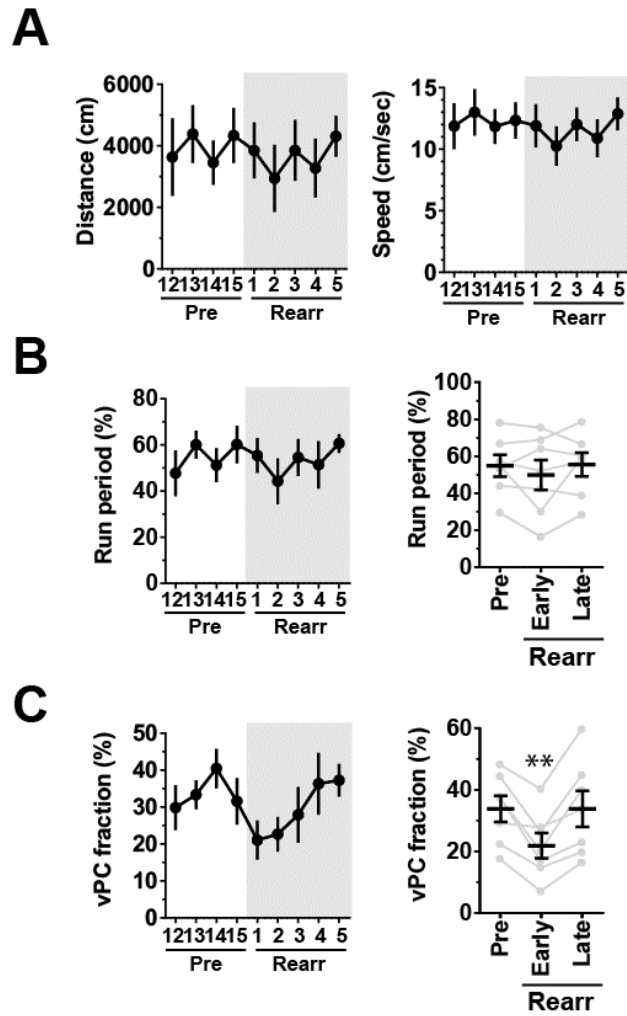 A
Distance (cm)
6000
4000
2000
0
12 13 14 15 1 2 3 4 5
Pre Rearr
Speed (cm/sec)
15
10
5
0
12 13 14 15 1 2 3 4 5
Pre Rearr
B
Run period (%)
80
60
40
20
0
12 13 14 15 1 2 3 4 5
Pre Rearr
Run period (%)
100
80
60
40
20
0
Pre Early Late
Rearr
C
vPC fraction (%)
50
40
30
20
10
0
12 13 14 15 1 2 3 4 5
Pre Rearr
vPC fraction (%)
60
40
20
0
**
Pre Early Late
Rearr